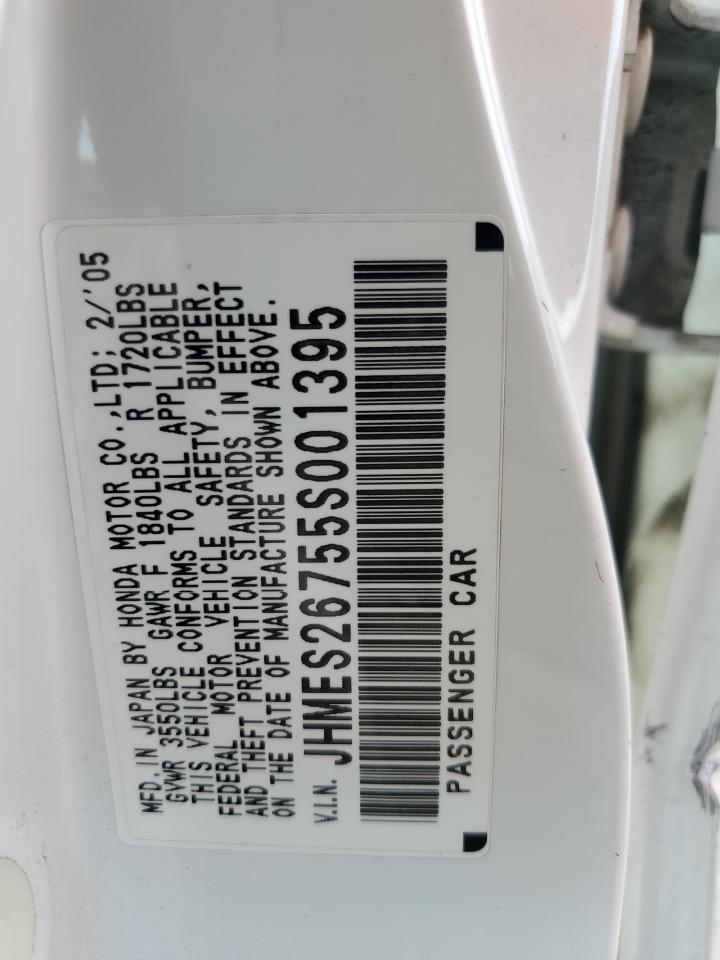 MFD.IN JAPAN BY HONDA MOTOR CO.,LTD; 2/'05
GVWR 3550LBS GAWR F 1840LBS R 1720LBS
THIS VEHICLE CONFORMS TO ALL APPLICABLE
FEDERAL MOTOR VEHICLE SAFETY, BUMPER,
AND THEFT PREVENTION STANDARDS IN EFFECT
ON THE DATE OF MANUFACTURE SHOWN ABOVE.
V.I.N. JHMES26755S001395
PASSENGER CAR